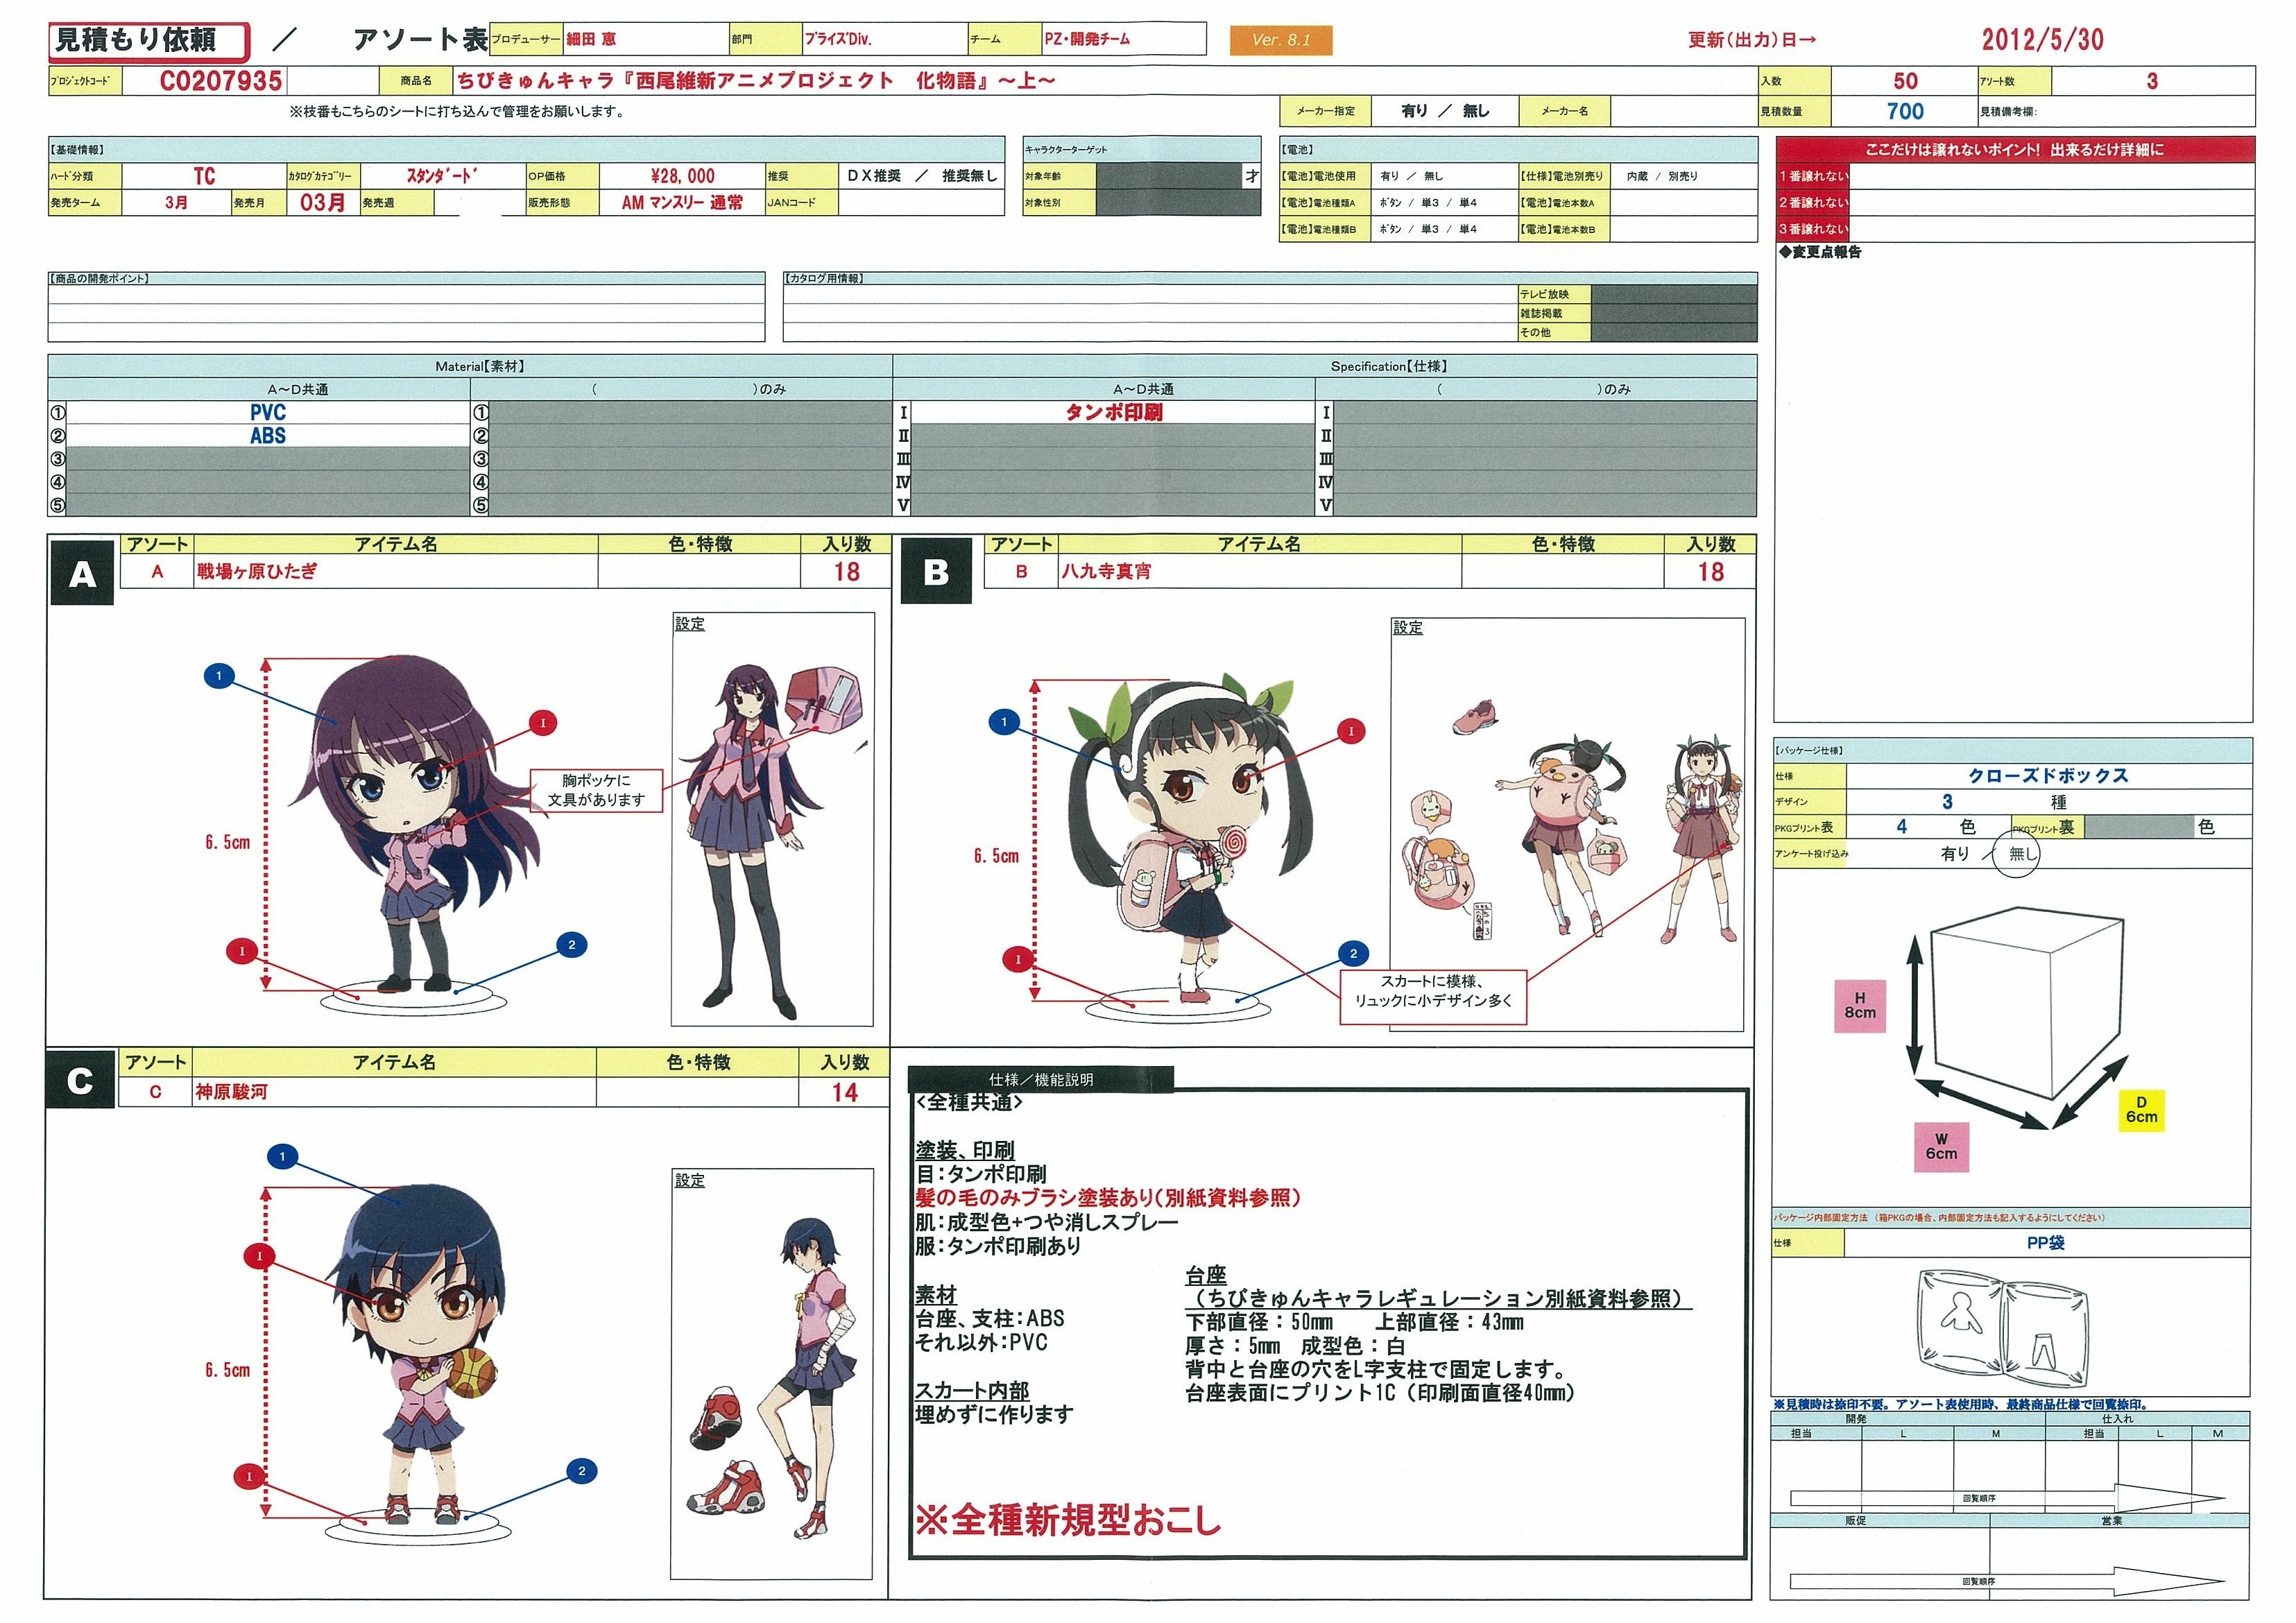 見積もり依頼 ／ アソート表 プロデューサー 細田 恵 部門 プライズDiv. チーム PZ・開発チーム Ver. 8.1 更新(出力)日→ 2012/5/30
プロジェクトコード C0207935 商品名 ちびきゅんキャラ『西尾維新アニメプロジェクト 化物語』～上～ 入数 50 アソート数 3
※枝番もこちらのシートに打ち込んで管理をお願いします。 メーカー指定 有り ／ 無し メーカー名 見積数量 700 見積備考欄:
【基礎情報】 キャラクターターゲット 【電池】 ここだけは譲れないポイント! 出来るだけ詳細に
ハード分類 TC カタログカテゴリー スタンダード OP価格 ¥28,000 推奨 DX推奨 ／ 推奨無し 対象年齢 才 【電池】電池使用 有り / 無し 【仕様】電池別売り 内蔵 / 別売り 1番譲れない
発売ターム 3月 発売月 03月 発売週 販売形態 AM マンスリー 通常 JANコード 対象性別 【電池】電池種類A ボタン / 単3 / 単4 【電池】電池本数A 2番譲れない
【電池】電池種類B ボタン / 単3 / 単4 【電池】電池本数B 3番譲れない
◆変更点報告
【商品の開発ポイント】 【カタログ用情報】
テレビ放映
雑誌掲載
その他
Material【素材】 Specification【仕様】
A～D共通 ( )のみ A～D共通 ( )のみ
① PVC ① Ⅰ タンポ印刷 Ⅰ
② ABS ② Ⅱ Ⅱ
③ ③ Ⅲ Ⅲ
④ ④ Ⅳ Ⅳ
⑤ ⑤ Ⅴ Ⅴ
A アソート アイテム名 色・特徴 入り数
A 戦場ヶ原ひたぎ 18
設定
1
I
胸ポッケに
文具があります
6.5cm
I
2
B アソート アイテム名 色・特徴 入り数
B 八九寺真宵 18
設定
1
I
6.5cm
I
2
スカートに模様、
リュックに小デザイン多く
C アソート アイテム名 色・特徴 入り数
C 神原駿河 14
設定
1
I
6.5cm
I
2
仕様／機能説明
<全種共通>
塗装、印刷
目:タンポ印刷
髪の毛のみブラシ塗装あり(別紙資料参照)
肌:成型色+つや消しスプレー
服:タンポ印刷あり
素材
台座、支柱:ABS
それ以外:PVC
スカート内部
埋めずに作ります
台座
（ちびきゅんキャラレギュレーション別紙資料参照）
下部直径：50mm 上部直径：43mm
厚さ：5mm 成型色：白
背中と台座の穴をL字支柱で固定します。
台座表面にプリント1C（印刷面直径40mm）
※全種新規型おこし
【パッケージ仕様】
仕様 クローズドボックス
デザイン 3 種
PKGプリント表 4 色 PKGプリント裏 色
アンケート投げ込み 有り ／ 無し
H
8cm
D
6cm
W
6cm
パッケージ内部固定方法 （箱PKGの場合、内部固定方法も記入するようにしてください）
仕様 PP袋
※見積時は捺印不要。アソート表使用時、最終商品仕様で回覧捺印。
開発 仕入れ
担当 L M 担当 L M
回覧順序
販促 営業
回覧順序